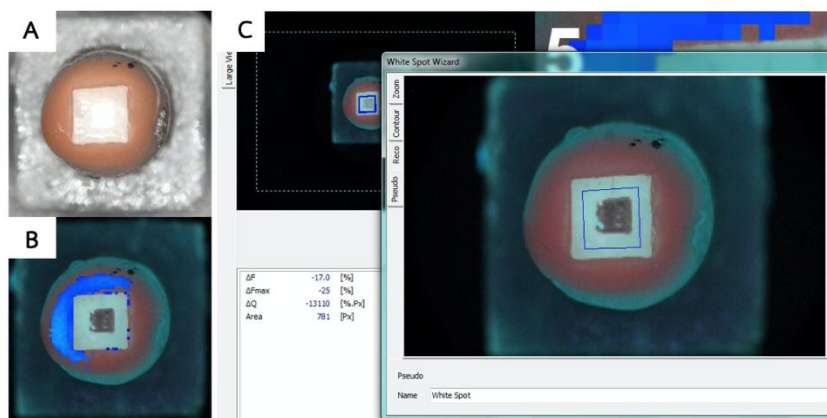 A
B
C
5
Large Vie
White Spot Wizard
Zoom
Contour
Reco
Pseudo
ΔF -17.0 [%]
ΔFmax -25 [%]
ΔQ -13110 [%.Px]
Area 781 [Px]
Pseudo
Name White Spot